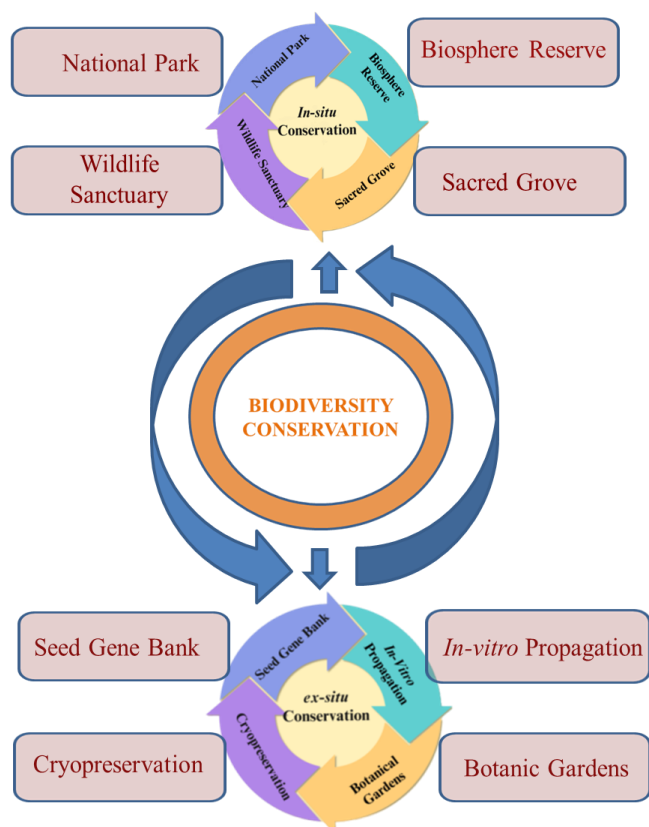 National Park
Biosphere Reserve
National Park
Biosphere
Reserve
In-situ
Conservation
Wildlife Sanctuary
Sacred Grove
Wildlife
Sanctuary
Sacred Grove
BIODIVERSITY
CONSERVATION
Seed Gene Bank
In-vitro Propagation
Seed Gene Bank
In-Vitro
Propagation
ex-situ
Conservation
Cryopreservation
Botanical
Gardens
Cryopreservation
Botanic Gardens